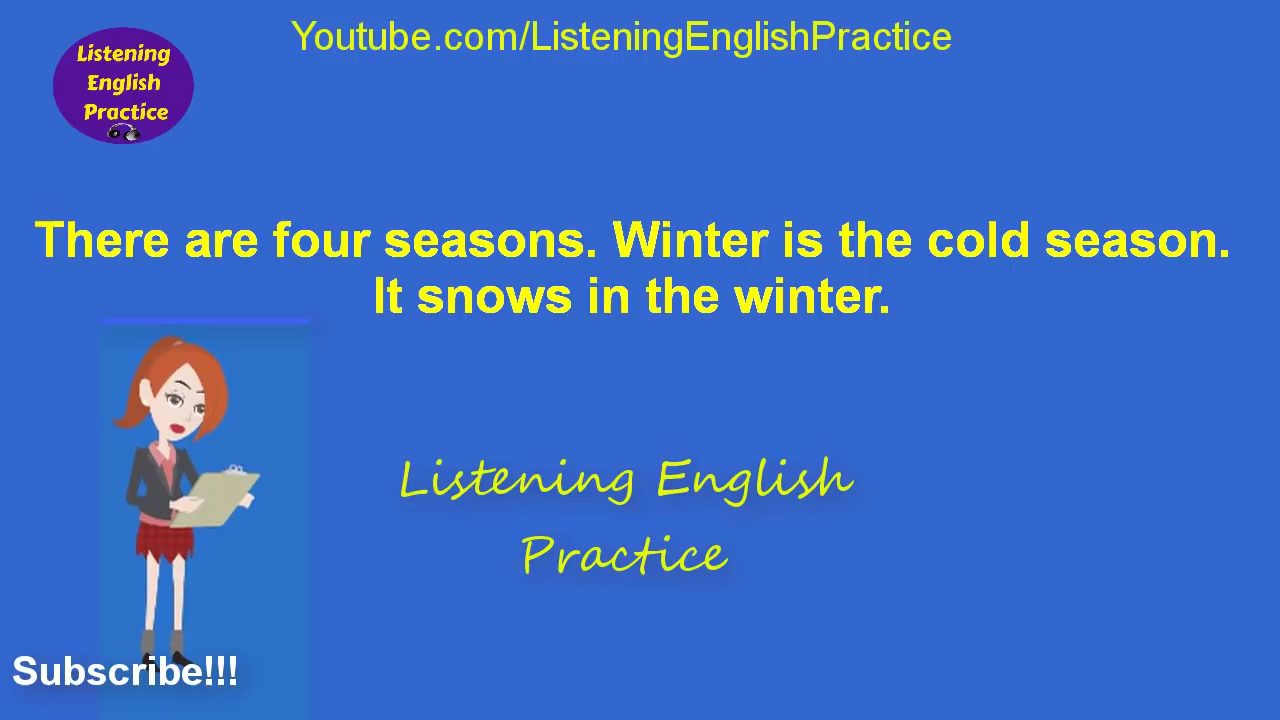 Youtube.com/ListeningEnglishPractice
Listening
English
Practice
There are four seasons. Winter is the cold season.
It snows in the winter.
Listening English
Practice
Subscribe!!!